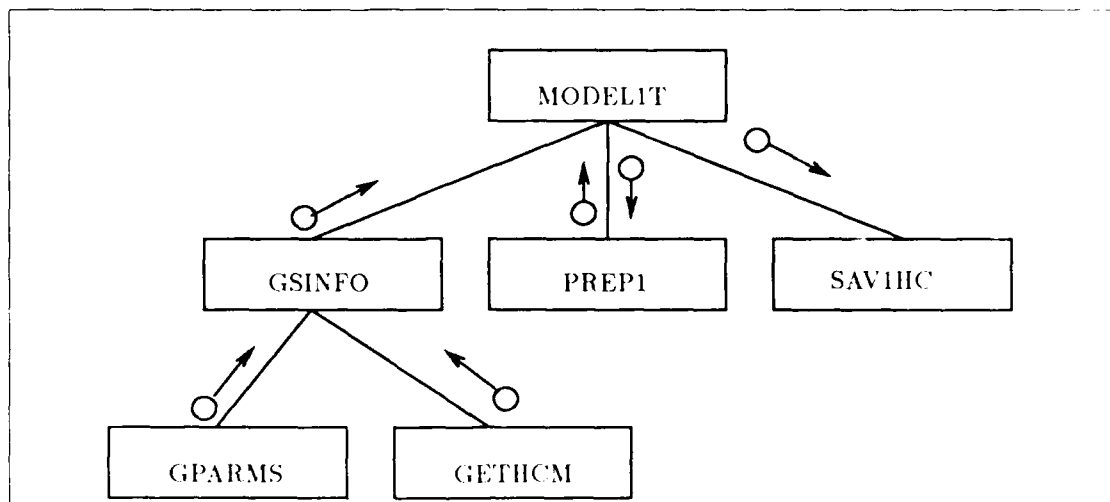 MODEL1T
GSINFO
PREP1
SAV1HC
GPARMS
GETHCM